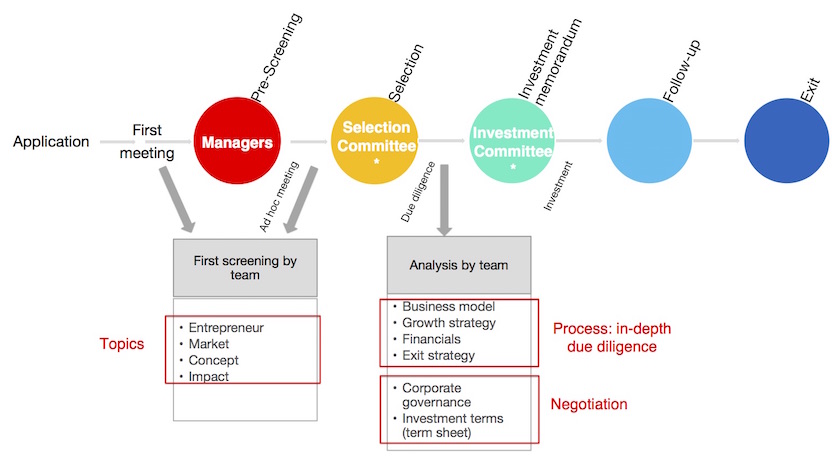 Pre-Screening
Selection
Investment
memorandum
Follow-up
Exit
Application
First
meeting
Managers
Selection
Committee
*
Investment
Committee
*
Ad hoc meeting
Due diligence
Investment
First screening by
team
Analysis by team
Topics
• Entrepreneur
• Market
• Concept
• Impact
• Business model
• Growth strategy
• Financials
• Exit strategy
Process: in-depth
due diligence
• Corporate
governance
• Investment terms
(term sheet)
Negotiation